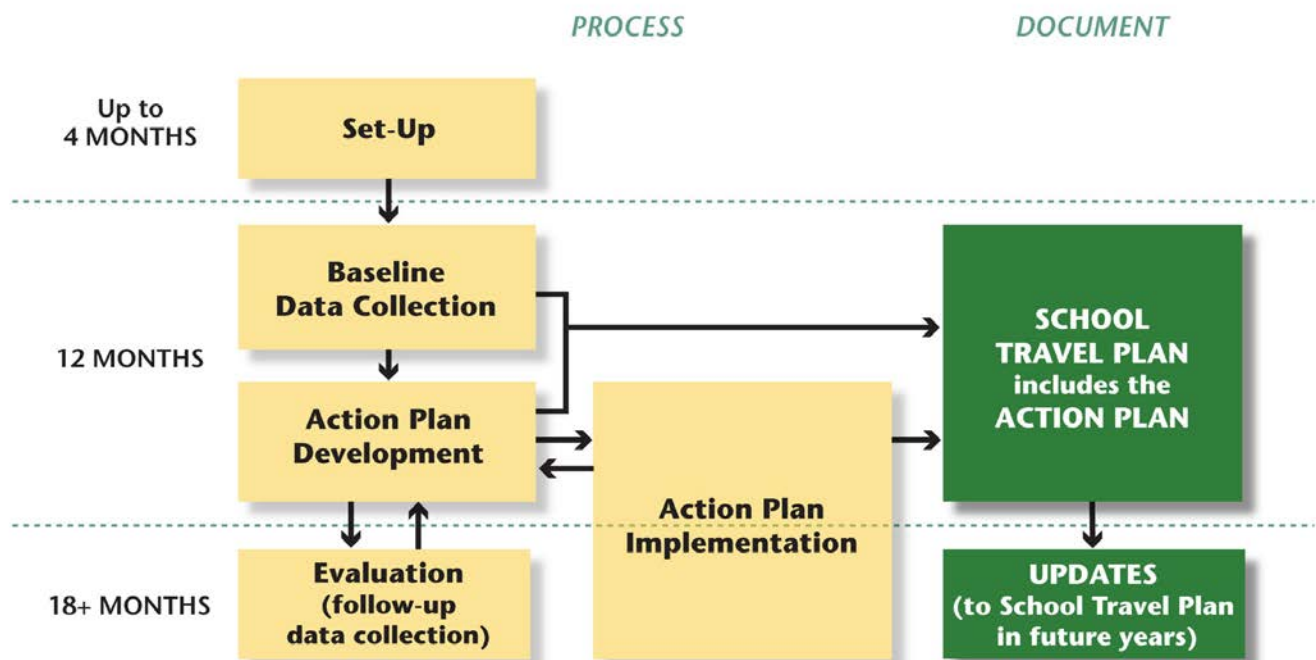 PROCESS
DOCUMENT
Up to
4 MONTHS
Set-Up
12 MONTHS
Baseline
Data Collection
Action Plan
Development
SCHOOL
TRAVEL PLAN
includes the
ACTION PLAN
Action Plan
Implementation
18+ MONTHS
Evaluation
(follow-up
data collection)
UPDATES
(to School Travel Plan
in future years)